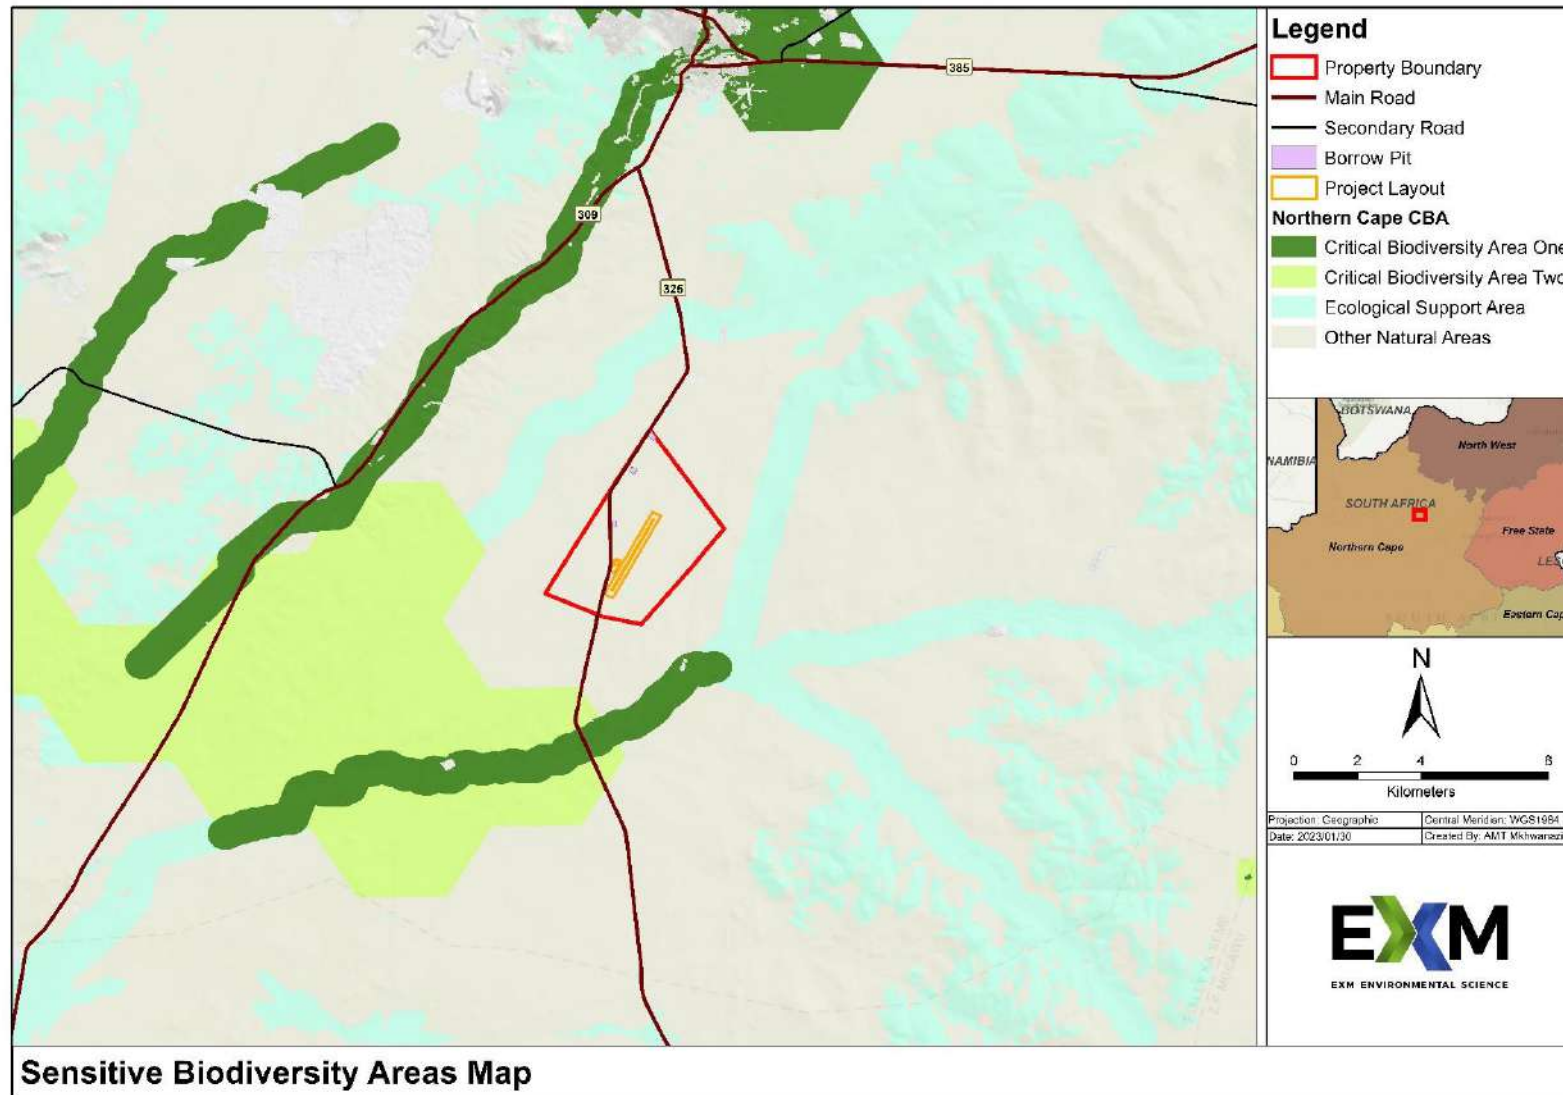 385
309
326
Sensitive Biodiversity Areas Map
Legend
Property Boundary
Main Road
Secondary Road
Borrow Pit
Project Layout
Northern Cape CBA
Critical Biodiversity Area One
Critical Biodiversity Area Two
Ecological Support Area
Other Natural Areas
BOTSWANA
NAMIBIA
North West
SOUTH AFRICA
Northern Cape
Free State
LES
Eastern Cap
N
0 2 4 8
Kilometers
Projection: Geographic Central Meridian: WGS1984
Date: 2023/01/30 Created By: AMT Mkhwanazi
EXM
EXM ENVIRONMENTAL SCIENCE